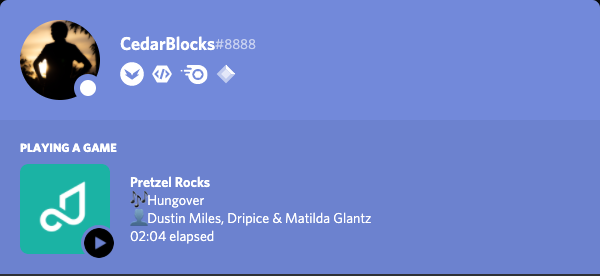 CedarBlocks#8888
PLAYING A GAME
Pretzel Rocks
🎶Hungover
👤Dustin Miles, Dripice & Matilda Glantz
02:04 elapsed